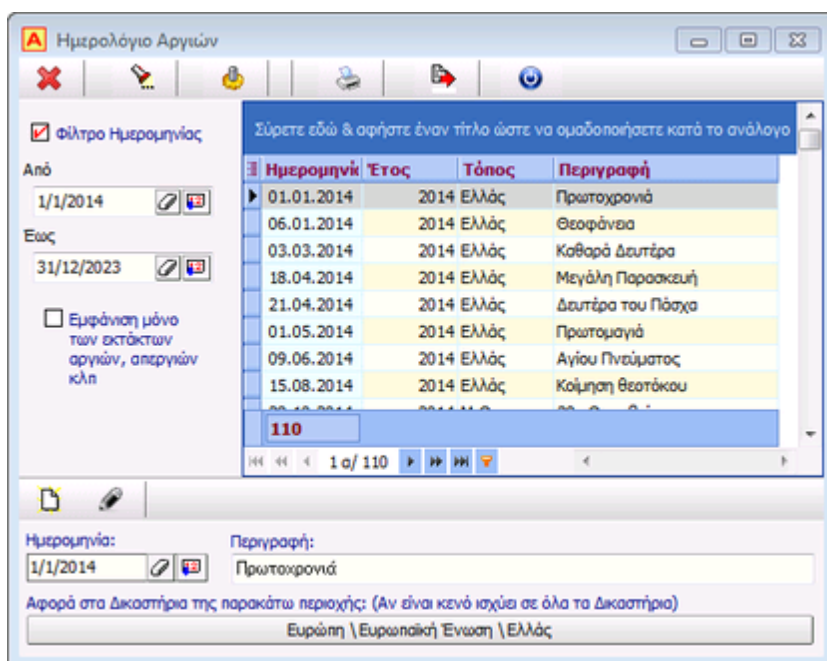 Ημερολόγιο Αργιών
Φίλτρο Ημερομηνίας
Από
1/1/2014
Έως
31/12/2023
Εμφάνιση μόνο
των εκτάκτων
αργιών, απεργιών
κλπ
Σύρετε εδώ & αφήστε έναν τίτλο ώστε να ομαδοποιήσετε κατά το ανάλογο
Ημερομηνία Έτος Τόπος Περιγραφή
01.01.2014 2014 Ελλάς Πρωτοχρονιά
06.01.2014 2014 Ελλάς Θεοφάνεια
03.03.2014 2014 Ελλάς Καθαρά Δευτέρα
18.04.2014 2014 Ελλάς Μεγάλη Παρασκευή
21.04.2014 2014 Ελλάς Δευτέρα του Πάσχα
01.05.2014 2014 Ελλάς Πρωτομαγιά
09.06.2014 2014 Ελλάς Αγίου Πνεύματος
15.08.2014 2014 Ελλάς Κοίμηση θεοτόκου
110
1 α/ 110
Ημερομηνία: Περιγραφή:
1/1/2014 Πρωτοχρονιά
Αφορά στα Δικαστήρια της παρακάτω περιοχής: (Αν είναι κενό ισχύει σε όλα τα Δικαστήρια)
Ευρώπη \ Ευρωπαϊκή Ένωση \ Ελλάς